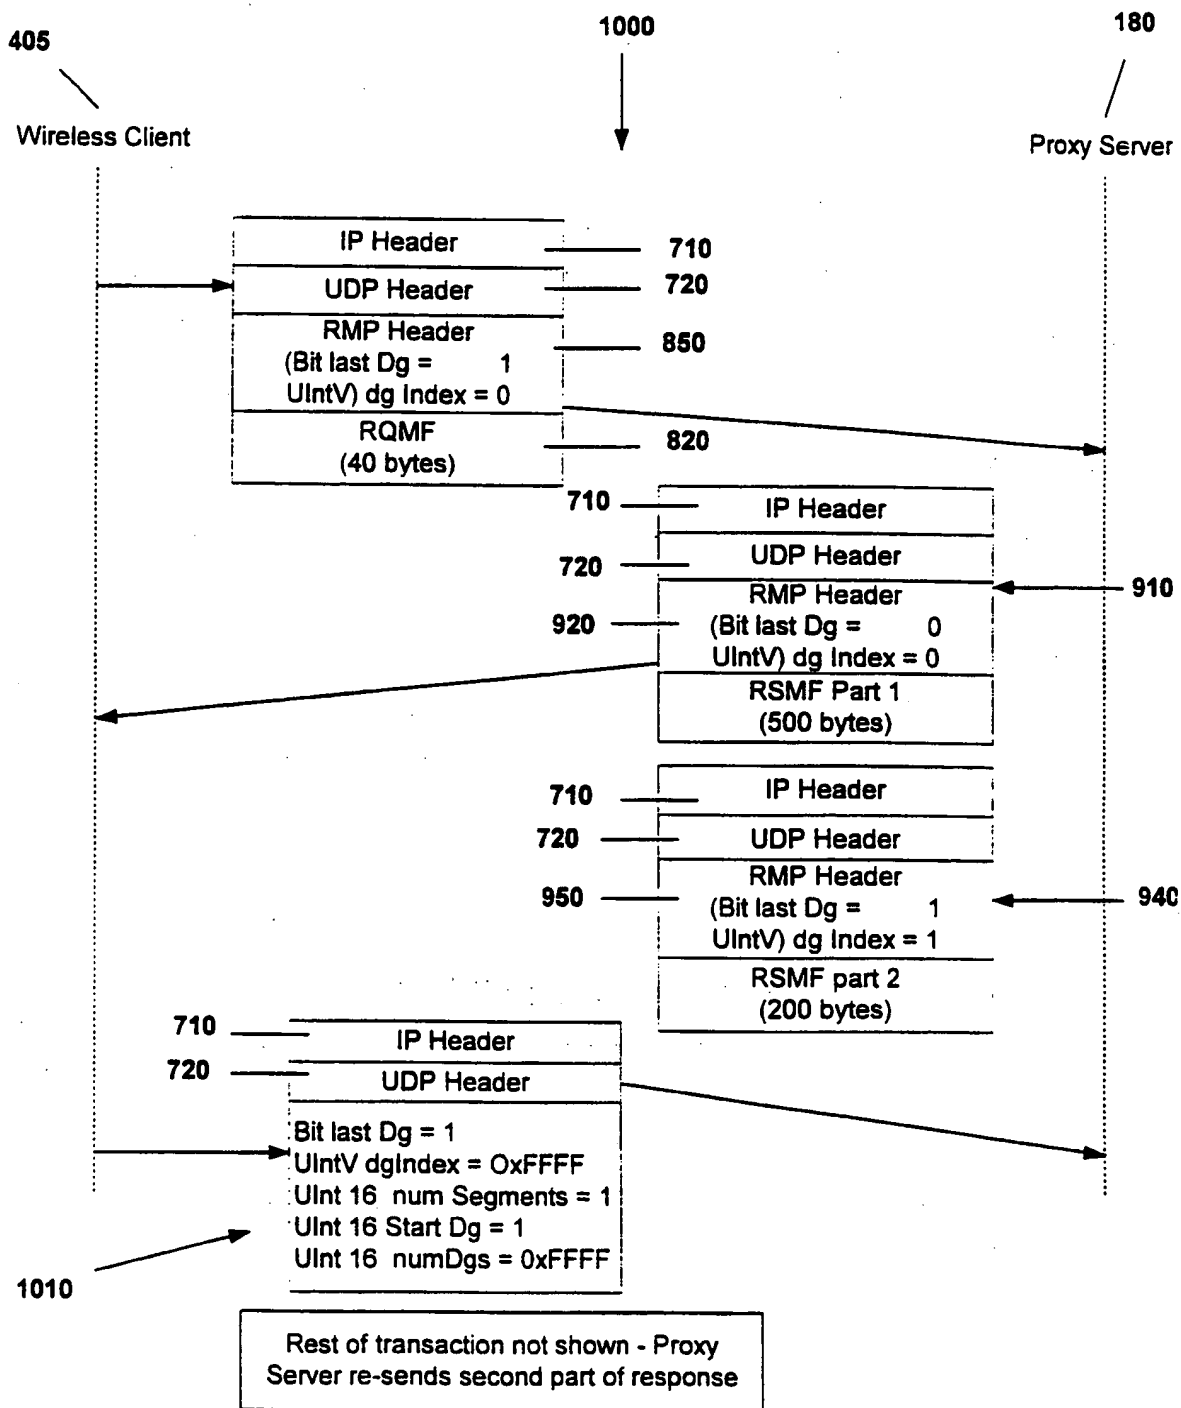 1000
180
405
Wireless Client
Proxy Server
IP Header
710
UDP Header
720
RMP Header
850
(Bit last Dg = 1
UIntV) dg Index = 0
RQMF
820
(40 bytes)
710
IP Header
720
UDP Header
910
RMP Header
920
(Bit last Dg = 0
UIntV) dg Index = 0
RSMF Part 1
(500 bytes)
710
IP Header
720
UDP Header
RMP Header
950
940
(Bit last Dg = 1
UIntV) dg Index = 1
RSMF part 2
(200 bytes)
710
IP Header
720
UDP Header
Bit last Dg = 1
UIntV dgIndex = OxFFFF
UInt 16 num Segments = 1
UInt 16 Start Dg = 1
UInt 16 numDgs = 0xFFFF
1010
Rest of transaction not shown - Proxy
Server re-sends second part of response